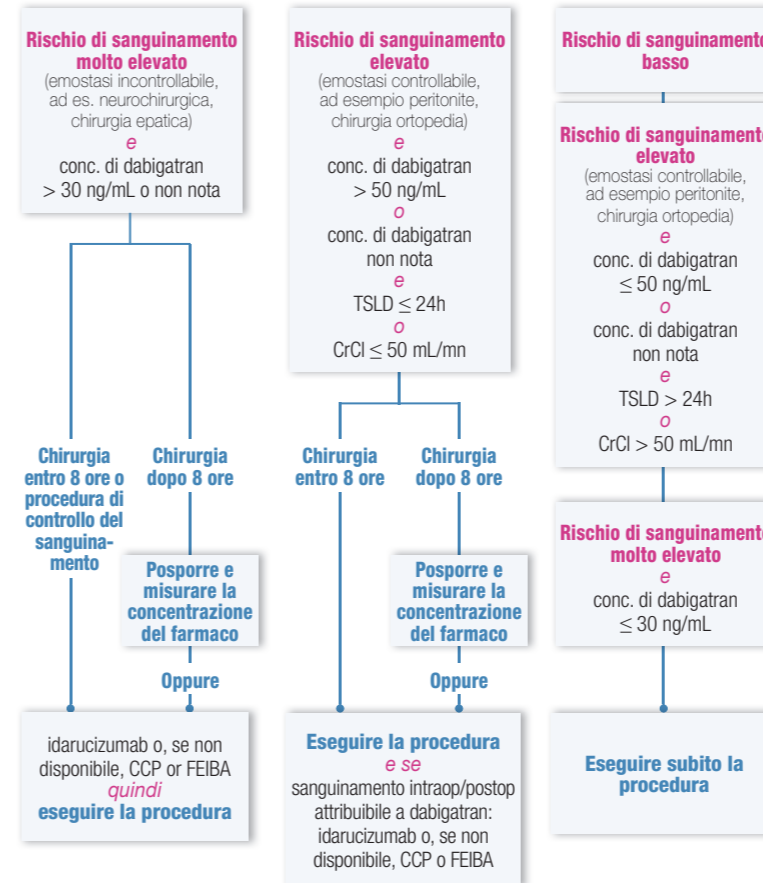 Rischio di sanguinamento
molto elevato
(emostasi incontrollabile,
ad es. neurochirurgica,
chirurgia epatica)
e
conc. di dabigatran
> 30 ng/mL o non nota
Chirurgia
entro 8 ore o
procedura di
controllo del
sanguina-
mento
Chirurgia
dopo 8 ore
Posporre e
misurare la
concentrazione
del farmaco
Oppure
idarucizumab o, se non
disponibile, CCP or FEIBA
quindi
eseguire la procedura
Rischio di sanguinamento
elevato
(emostasi controllabile,
ad esempio peritonite,
chirurgia ortopedia)
e
conc. di dabigatran
> 50 ng/mL
o
conc. di dabigatran
non nota
e
TSLD ≤ 24h
o
CrCl ≤ 50 mL/mn
Chirurgia
entro 8 ore
Chirurgia
dopo 8 ore
Posporre e
misurare la
concentrazione
del farmaco
Oppure
Eseguire la procedura
e se
sanguinamento intraop/postop
attribuibile a dabigatran:
idarucizumab o, se non
disponibile, CCP o FEIBA
Rischio di sanguinamento
basso
Rischio di sanguinamento
elevato
(emostasi controllabile,
ad esempio peritonite,
chirurgia ortopedia)
e
conc. di dabigatran
≤ 50 ng/mL
o
conc. di dabigatran
non nota
e
TSLD > 24h
o
CrCl > 50 mL/mn
Rischio di sanguinamento
molto elevato
e
conc. di dabigatran
≤ 30 ng/mL
Eseguire subito la
procedura